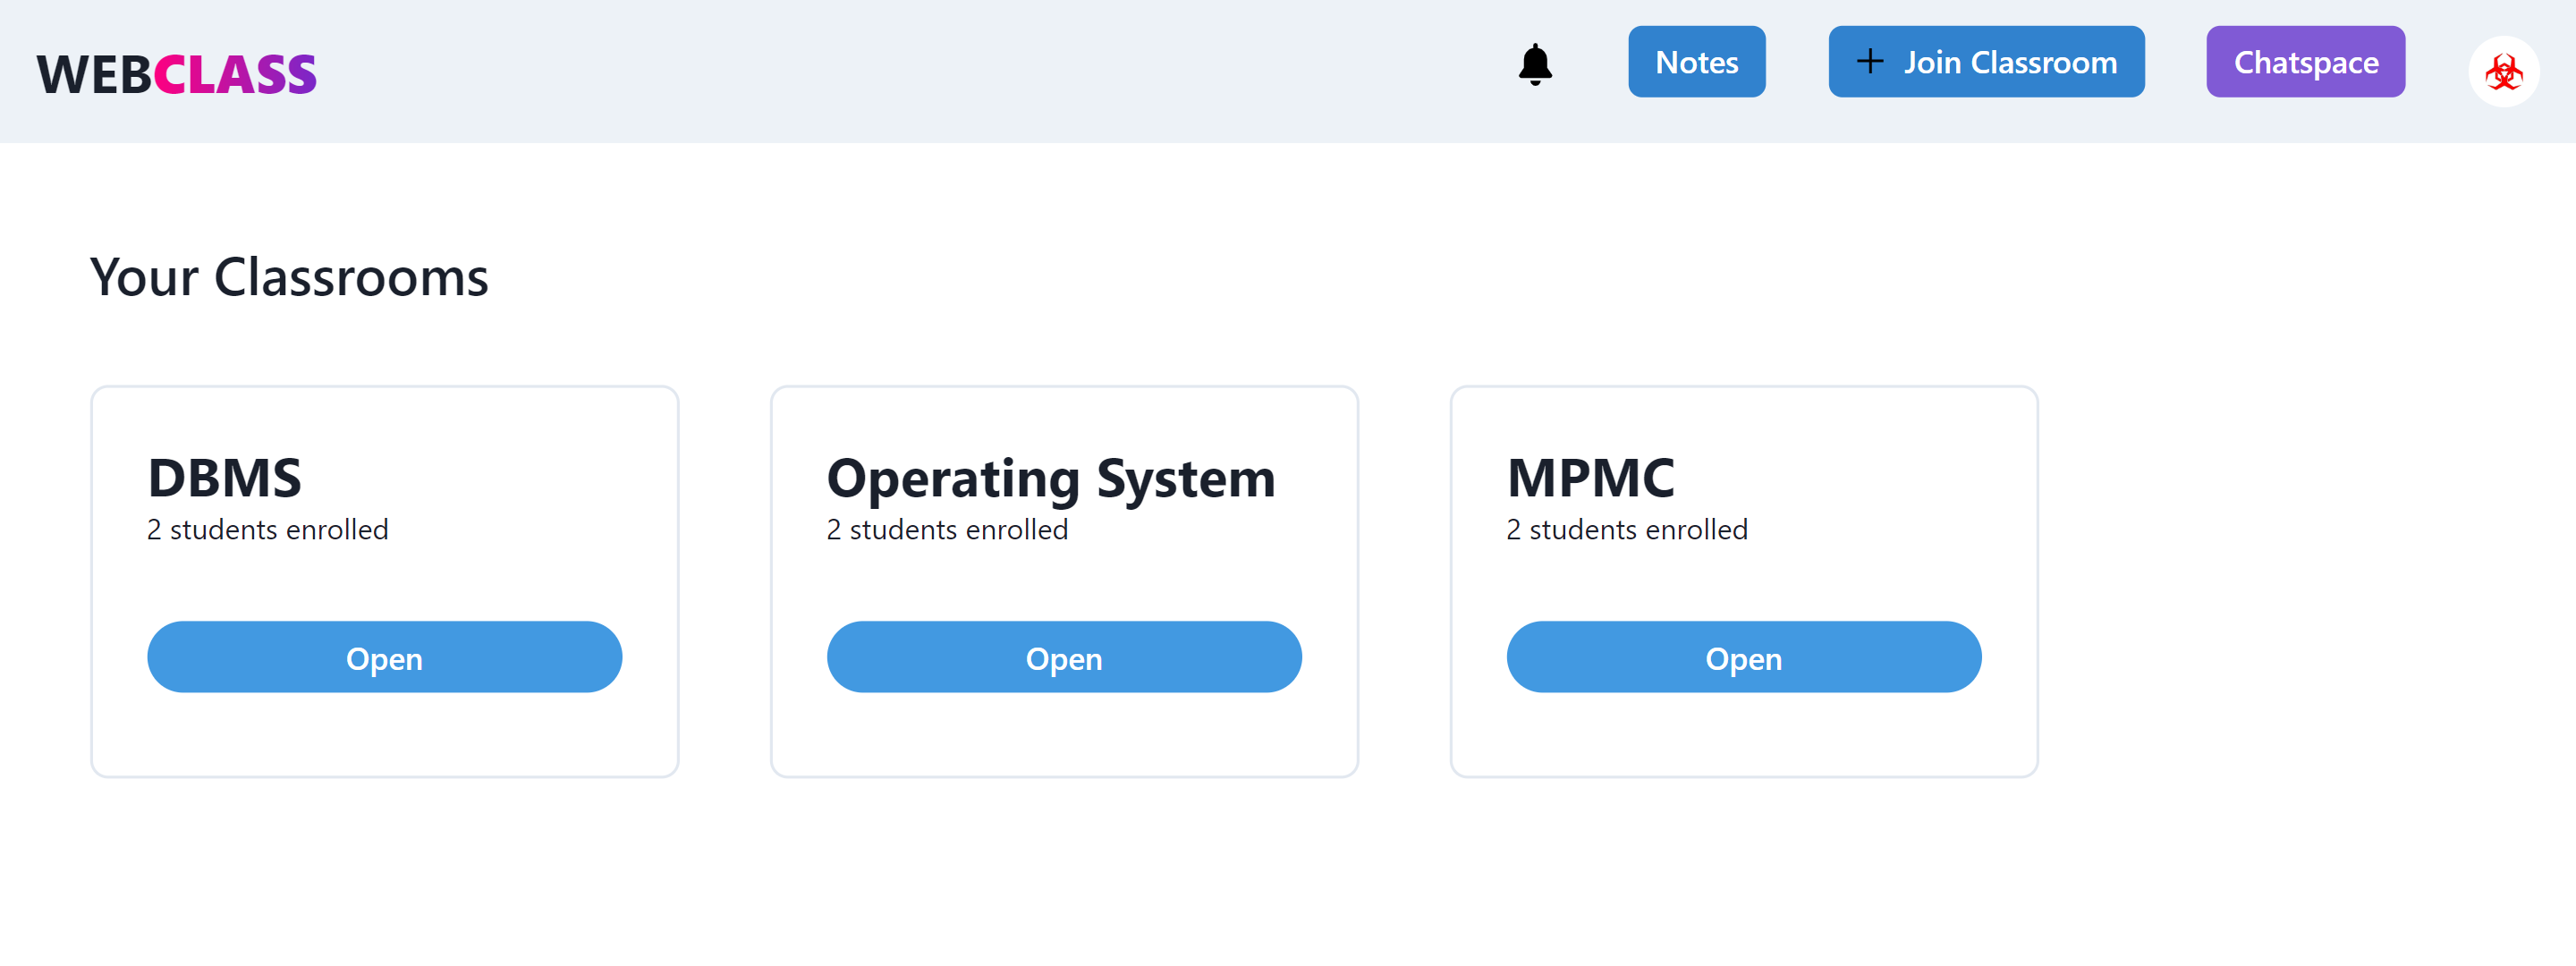 WEBCLASS
Notes
Join Classroom
Chatspace
Your Classrooms
DBMS
2 students enrolled
Open
Operating System
2 students enrolled
Open
MPMC
2 students enrolled
Open